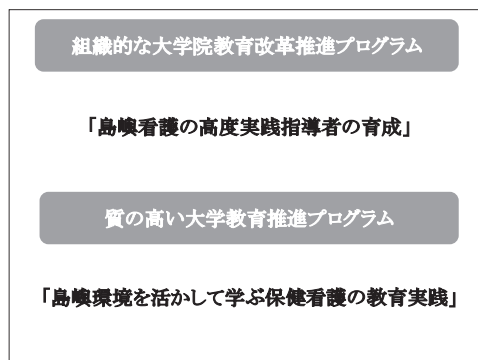 組織的な大学院教育改革推進プログラム
「島嶼看護の高度実践指導者の育成」
質の高い大学教育推進プログラム
「島嶼環境を活かして学ぶ保健看護の教育実践」